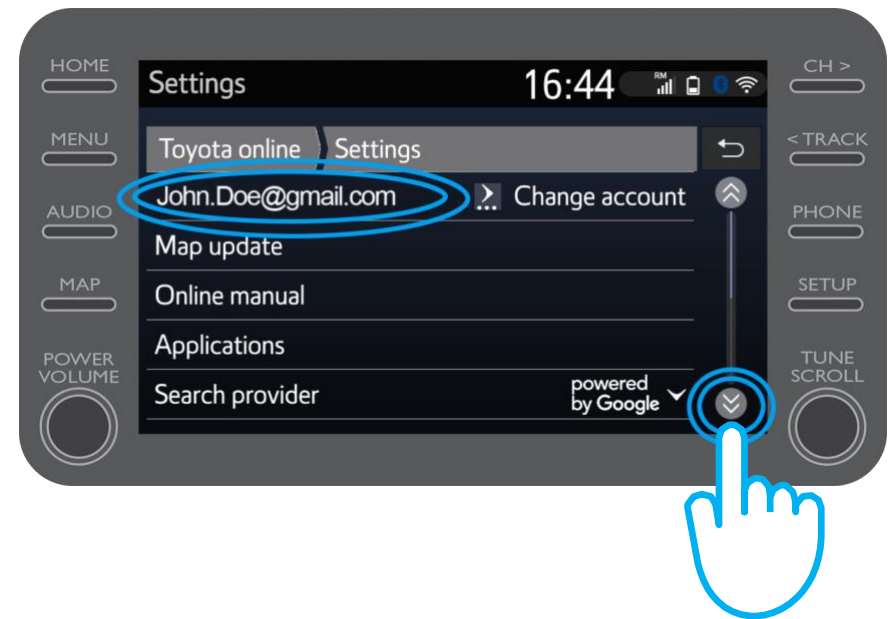 HOME
MENU
AUDIO
MAP
POWER
VOLUME
Settings 16:44 RM
Toyota online Settings
John.Doe@gmail.com Change account
Map update
Online manual
Applications
Search provider powered
by Google
CH >
< TRACK
PHONE
SETUP
TUNE
SCROLL